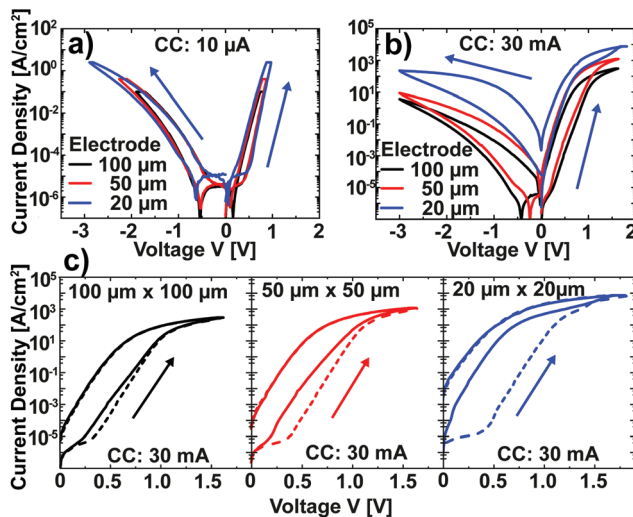 a)
CC: 10 µA
Current Density [A/cm²]
10²
10⁰
10⁻²
10⁻⁴
10⁻⁶
Electrode
100 µm
50 µm
20 µm
-3 -2 -1 0 1 2
Voltage V [V]
b)
CC: 30 mA
10⁵
10³
10¹
10⁻¹
10⁻³
10⁻⁵
Electrode
100 µm
50 µm
20 µm
-3 -2 -1 0 1 2
Voltage V [V]
c)
Current Density [A/cm²]
10⁵
10³
10¹
10⁻¹
10⁻³
10⁻⁵
100 µm x 100 µm
CC: 30 mA
0 0.5 1.0 1.5
50 µm x 50 µm
CC: 30 mA
0.0 0.5 1.0 1.5
20 µm x 20µm
CC: 30 mA
0.0 0.5 1.0 1.5
Voltage V [V]